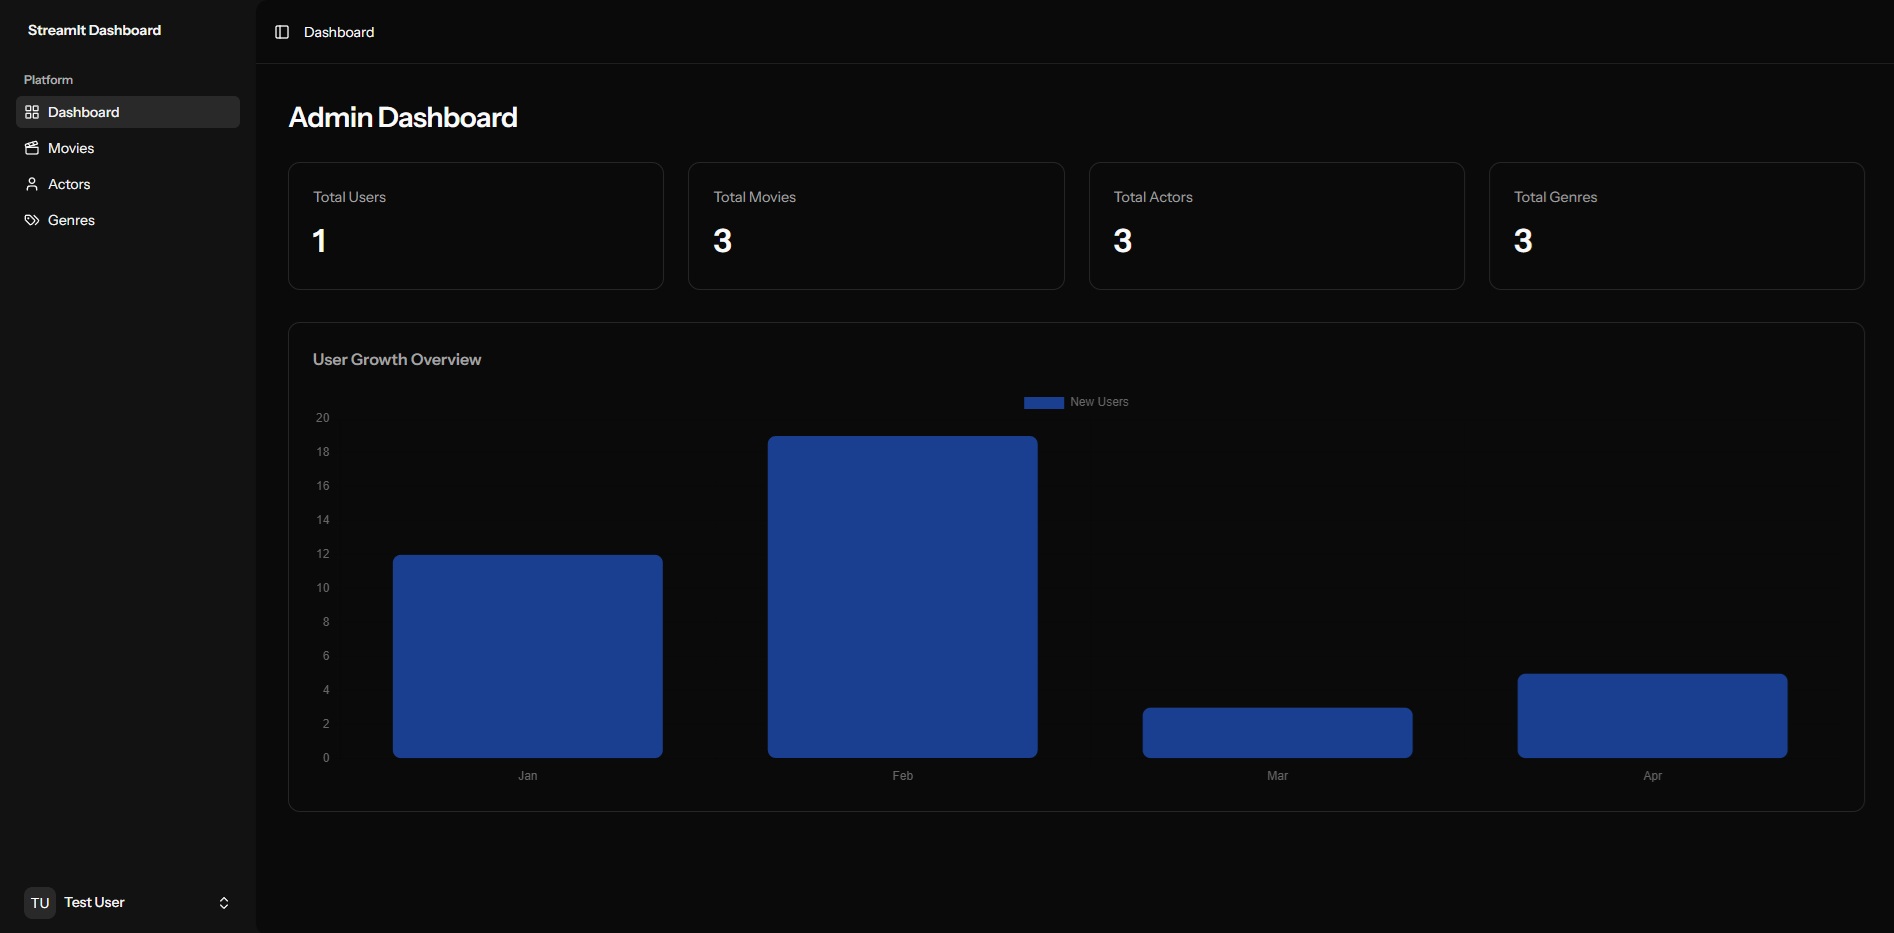 StreamIt Dashboard
Platform
Dashboard
Movies
Actors
Genres
TU
Test User
Dashboard
Admin Dashboard
Total Users
1
Total Movies
3
Total Actors
3
Total Genres
3
User Growth Overview
New Users
20
18
16
14
12
10
8
6
4
2
0
Jan
Feb
Mar
Apr